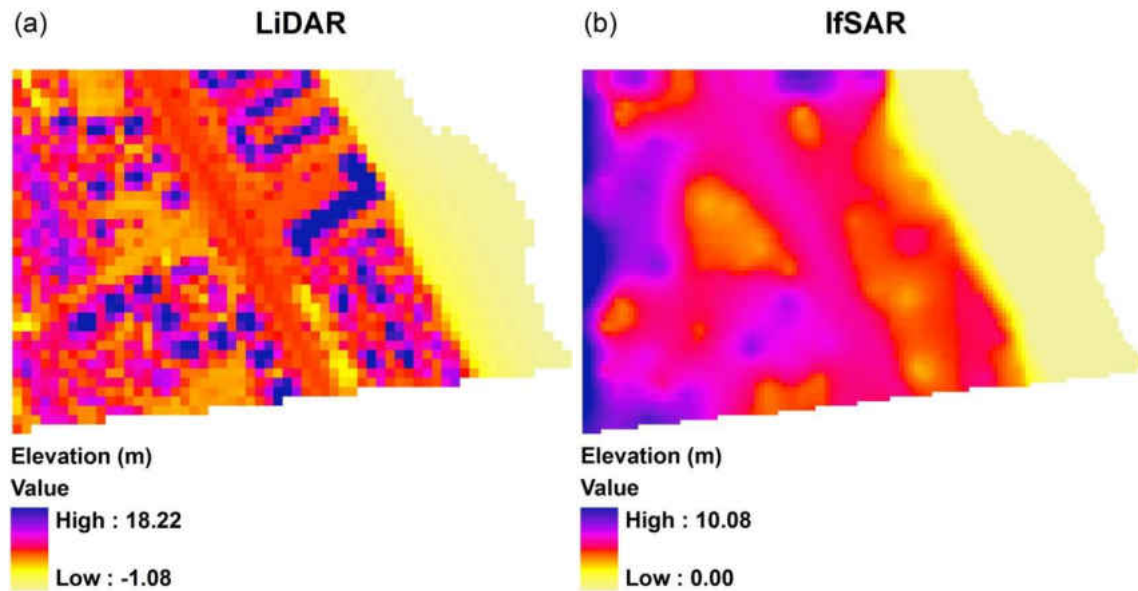 (a) LiDAR
(b) IfSAR
Elevation (m)
Value
High : 18.22
Low : -1.08
Elevation (m)
Value
High : 10.08
Low : 0.00